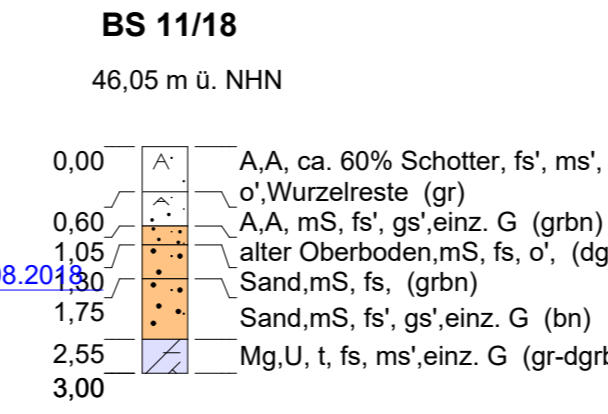 BS 11/18
46,05 m ü. NHN
0,00 A A,A, ca. 60% Schotter, fs', ms',
o',Wurzelreste (gr)
0,60 A A,A, mS, fs', gs',einz. G (grbn)
1,05 alter Oberboden,mS, fs, o', (dg
08.2018
1,30 Sand,mS, fs, (grbn)
1,75 Sand,mS, fs', gs',einz. G (bn)
2,55 Mg,U, t, fs, ms',einz. G (gr-dgrb
3,00